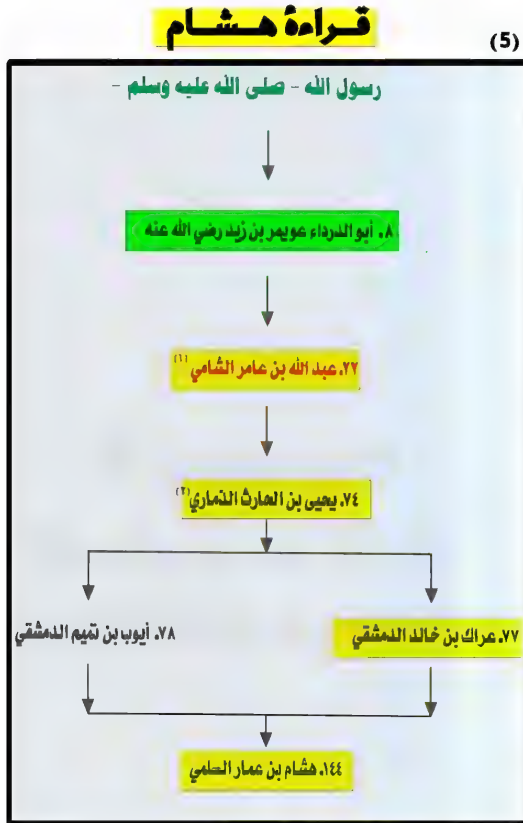 قراءة هشام
(5)
رسول الله - صلى الله عليه وسلم -
٨. أبو الدرداء عويمر بن زيد رضي الله عنه
٢٢. عبد الله بن عامر الشامي (١)
٧٤. يحيى بن الحارث الذماري (٢)
٧٧. عراك بن خالد الدمشقي
٧٨. أيوب بن تميم الدمشقي
١٤٤. هشام بن عمار السلمي